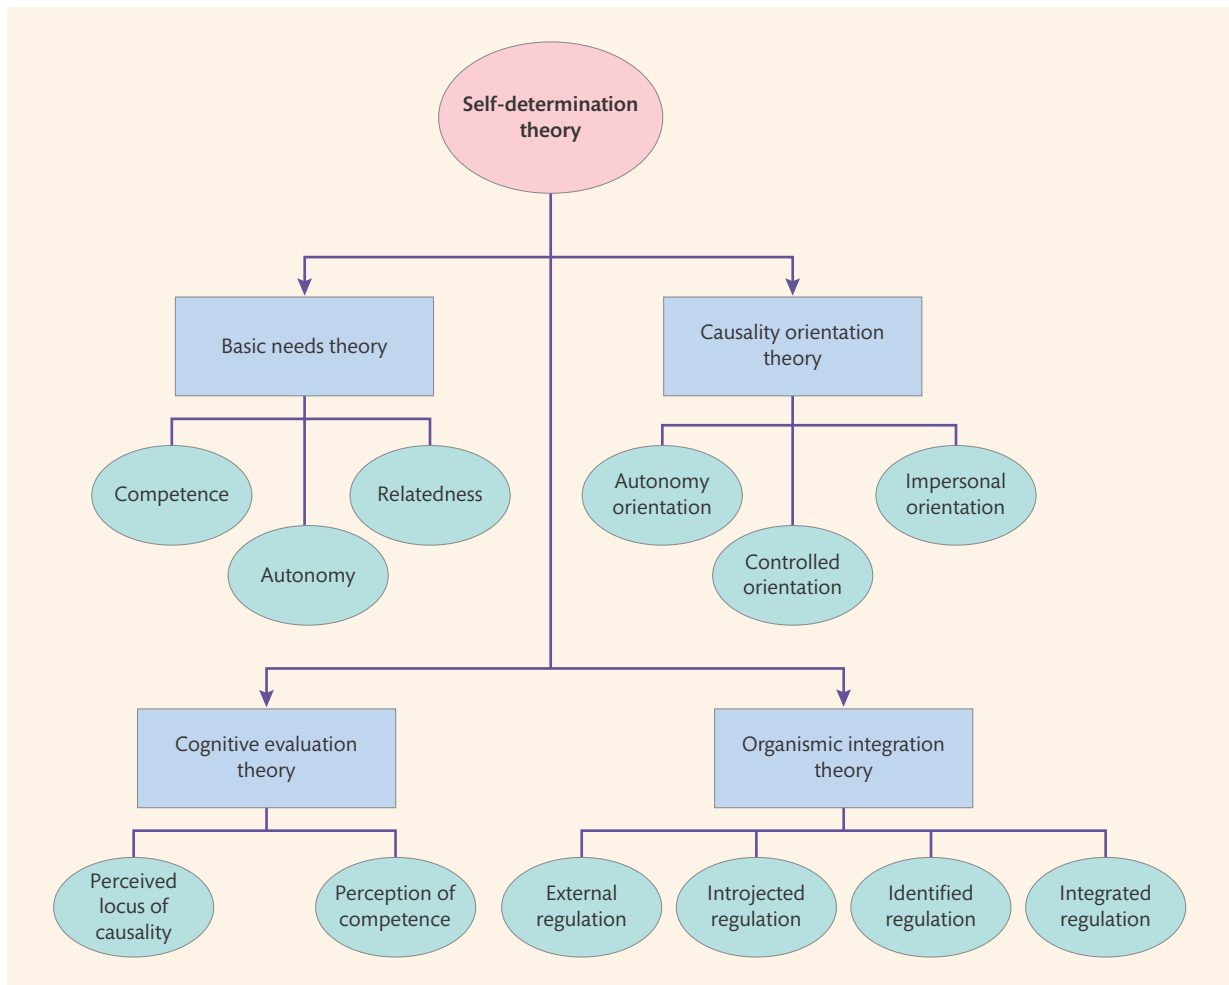 Self-determination
theory
Basic needs theory
Causality orientation
theory
Competence
Relatedness
Autonomy
Autonomy
orientation
Impersonal
orientation
Controlled
orientation
Cognitive evaluation
theory
Organismic integration
theory
Perceived
locus of
causality
Perception of
competence
External
regulation
Introjected
regulation
Identified
regulation
Integrated
regulation